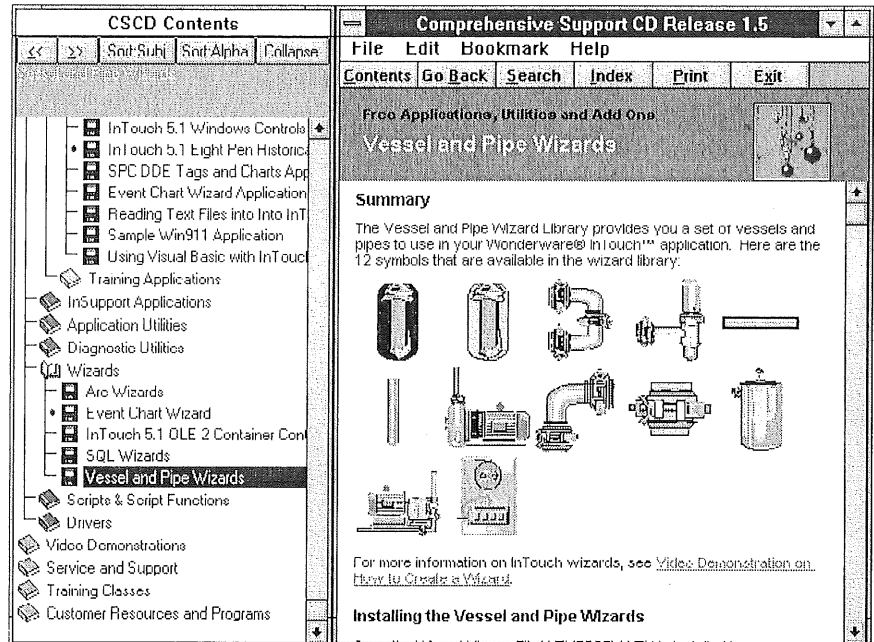 CSCD Contents
<< >> Sort:Subj Sort:Alpha Collapse
Vessel and Pipe Wizards
InTouch 5.1 Windows Controls
InTouch 5.1 Eight Pen Historica
SPC DDE Tags and Charts App
Event Chart Wizard Application
Reading Text Files into Into InT
Sample Win911 Application
Using Visual Basic with InTouch
Training Applications
InSupport Applications
Application Utilities
Diagnostic Utilities
Wizards
Arc Wizards
Event Chart Wizard
InTouch 5.1 OLE 2 Container Con
SQL Wizards
Vessel and Pipe Wizards
Scripts & Script Functions
Drivers
Video Demonstrations
Service and Support
Training Classes
Customer Resources and Programs
Comprehensive Support CD Release 1.5
File Edit Bookmark Help
Contents Go Back Search Index Print Exit
Free Applications, Utilities and Add Ons
Vessel and Pipe Wizards
Summary
The Vessel and Pipe Wizard Library provides you a set of vessels and
pipes to use in your Wonderware® InTouch™ application. Here are the
12 symbols that are available in the wizard library:
For more information on InTouch wizards, see Video Demonstration on
How to Create a Wizard.
Installing the Vessel and Pipe Wizards